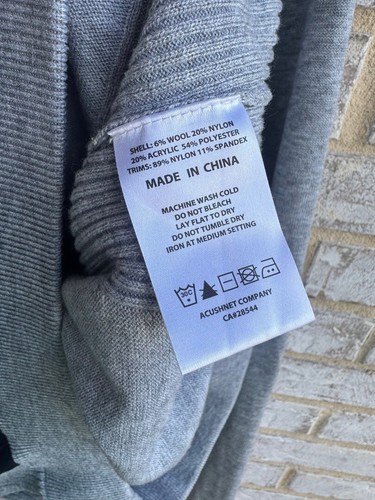 SHELL: 6% WOOL 20% NYLON
20% ACRYLIC 54% POLYESTER
TRIMS: 89% NYLON 11% SPANDEX
MADE IN CHINA
MACHINE WASH COLD
DO NOT BLEACH
LAY FLAT TO DRY
DO NOT TUMBLE DRY
IRON AT MEDIUM SETTING
30C
ACUSHNET COMPANY
CA#28544